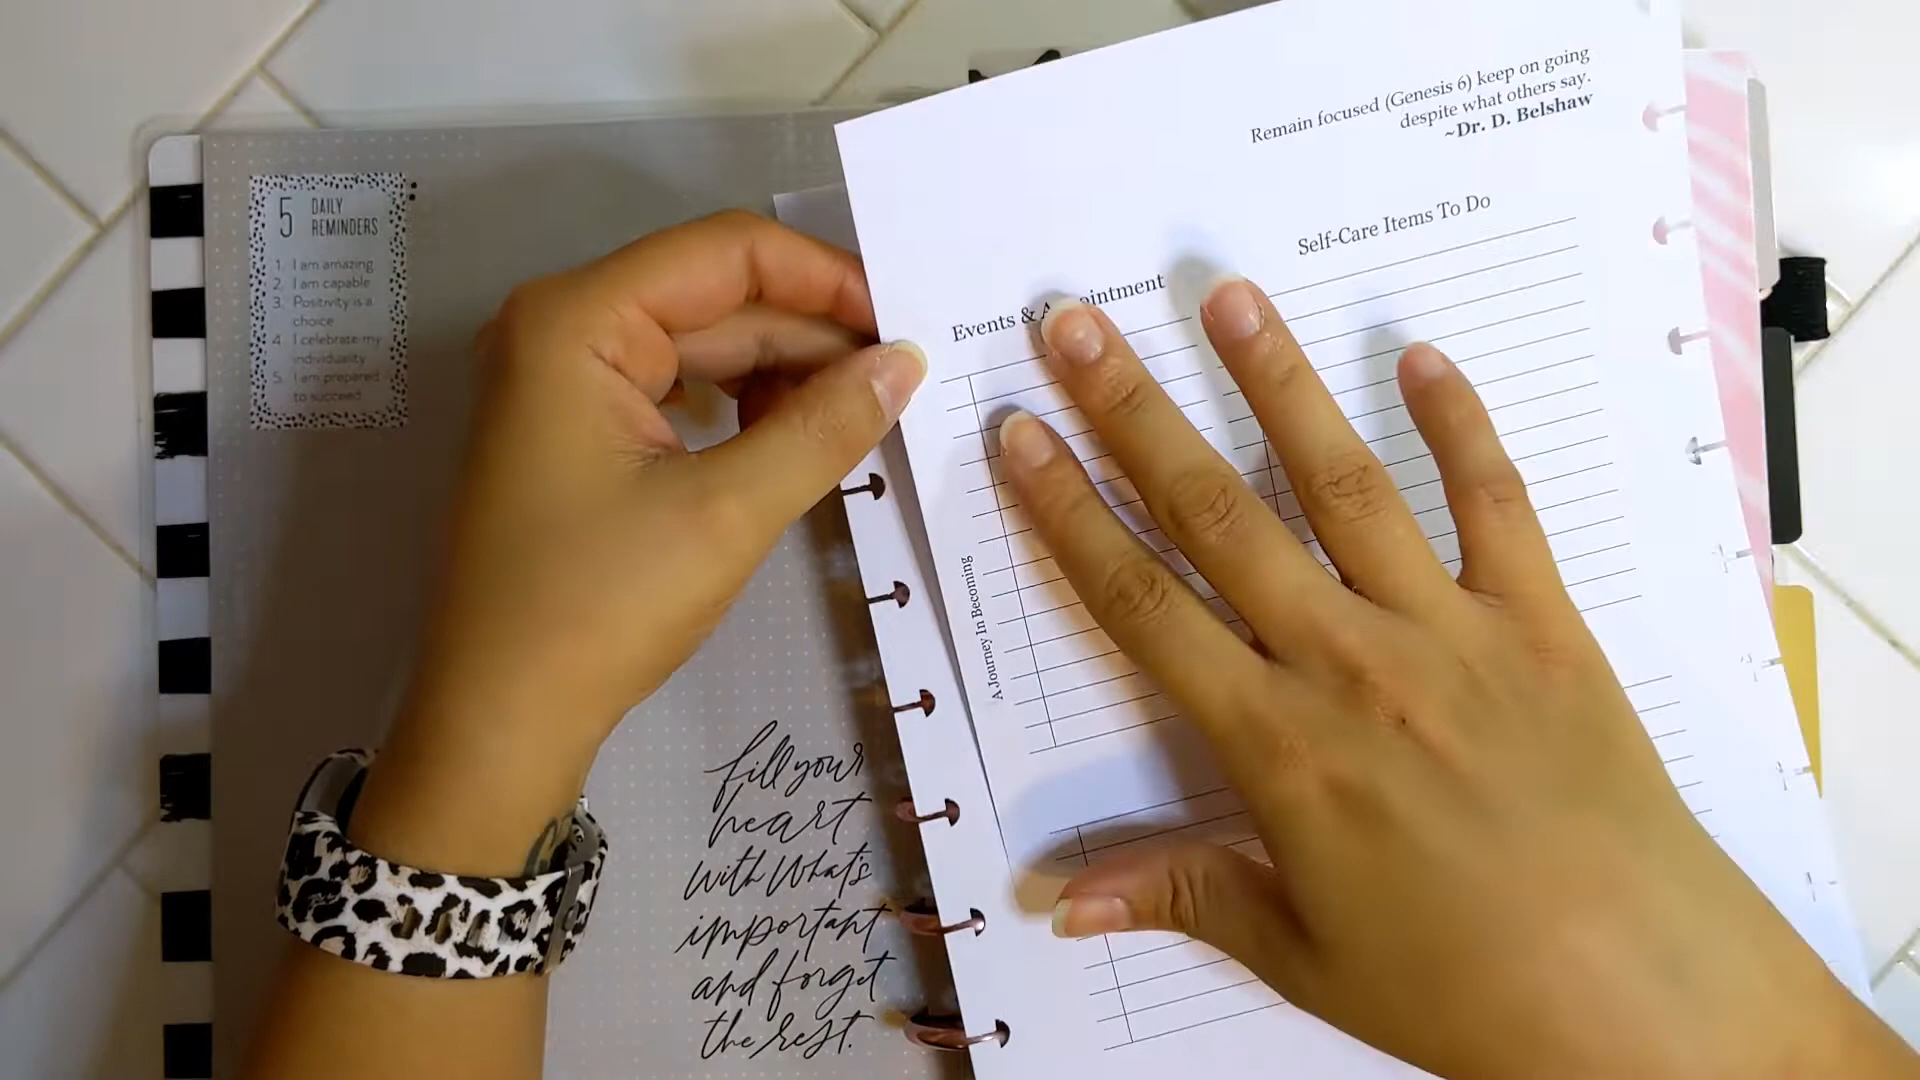 5 DAILY
REMINDERS
1. I am amazing
2. I am capable
3. Positivity is a
choice
4. I celebrate my
individuality
5. I am prepared
to succeed
fill your
heart
with what's
important
and forget
the rest.
Remain focused (Genesis 6) keep on going
despite what others say.
~Dr. D. Belshaw
Self-Care Items To Do
Events &
A Journey In Becoming